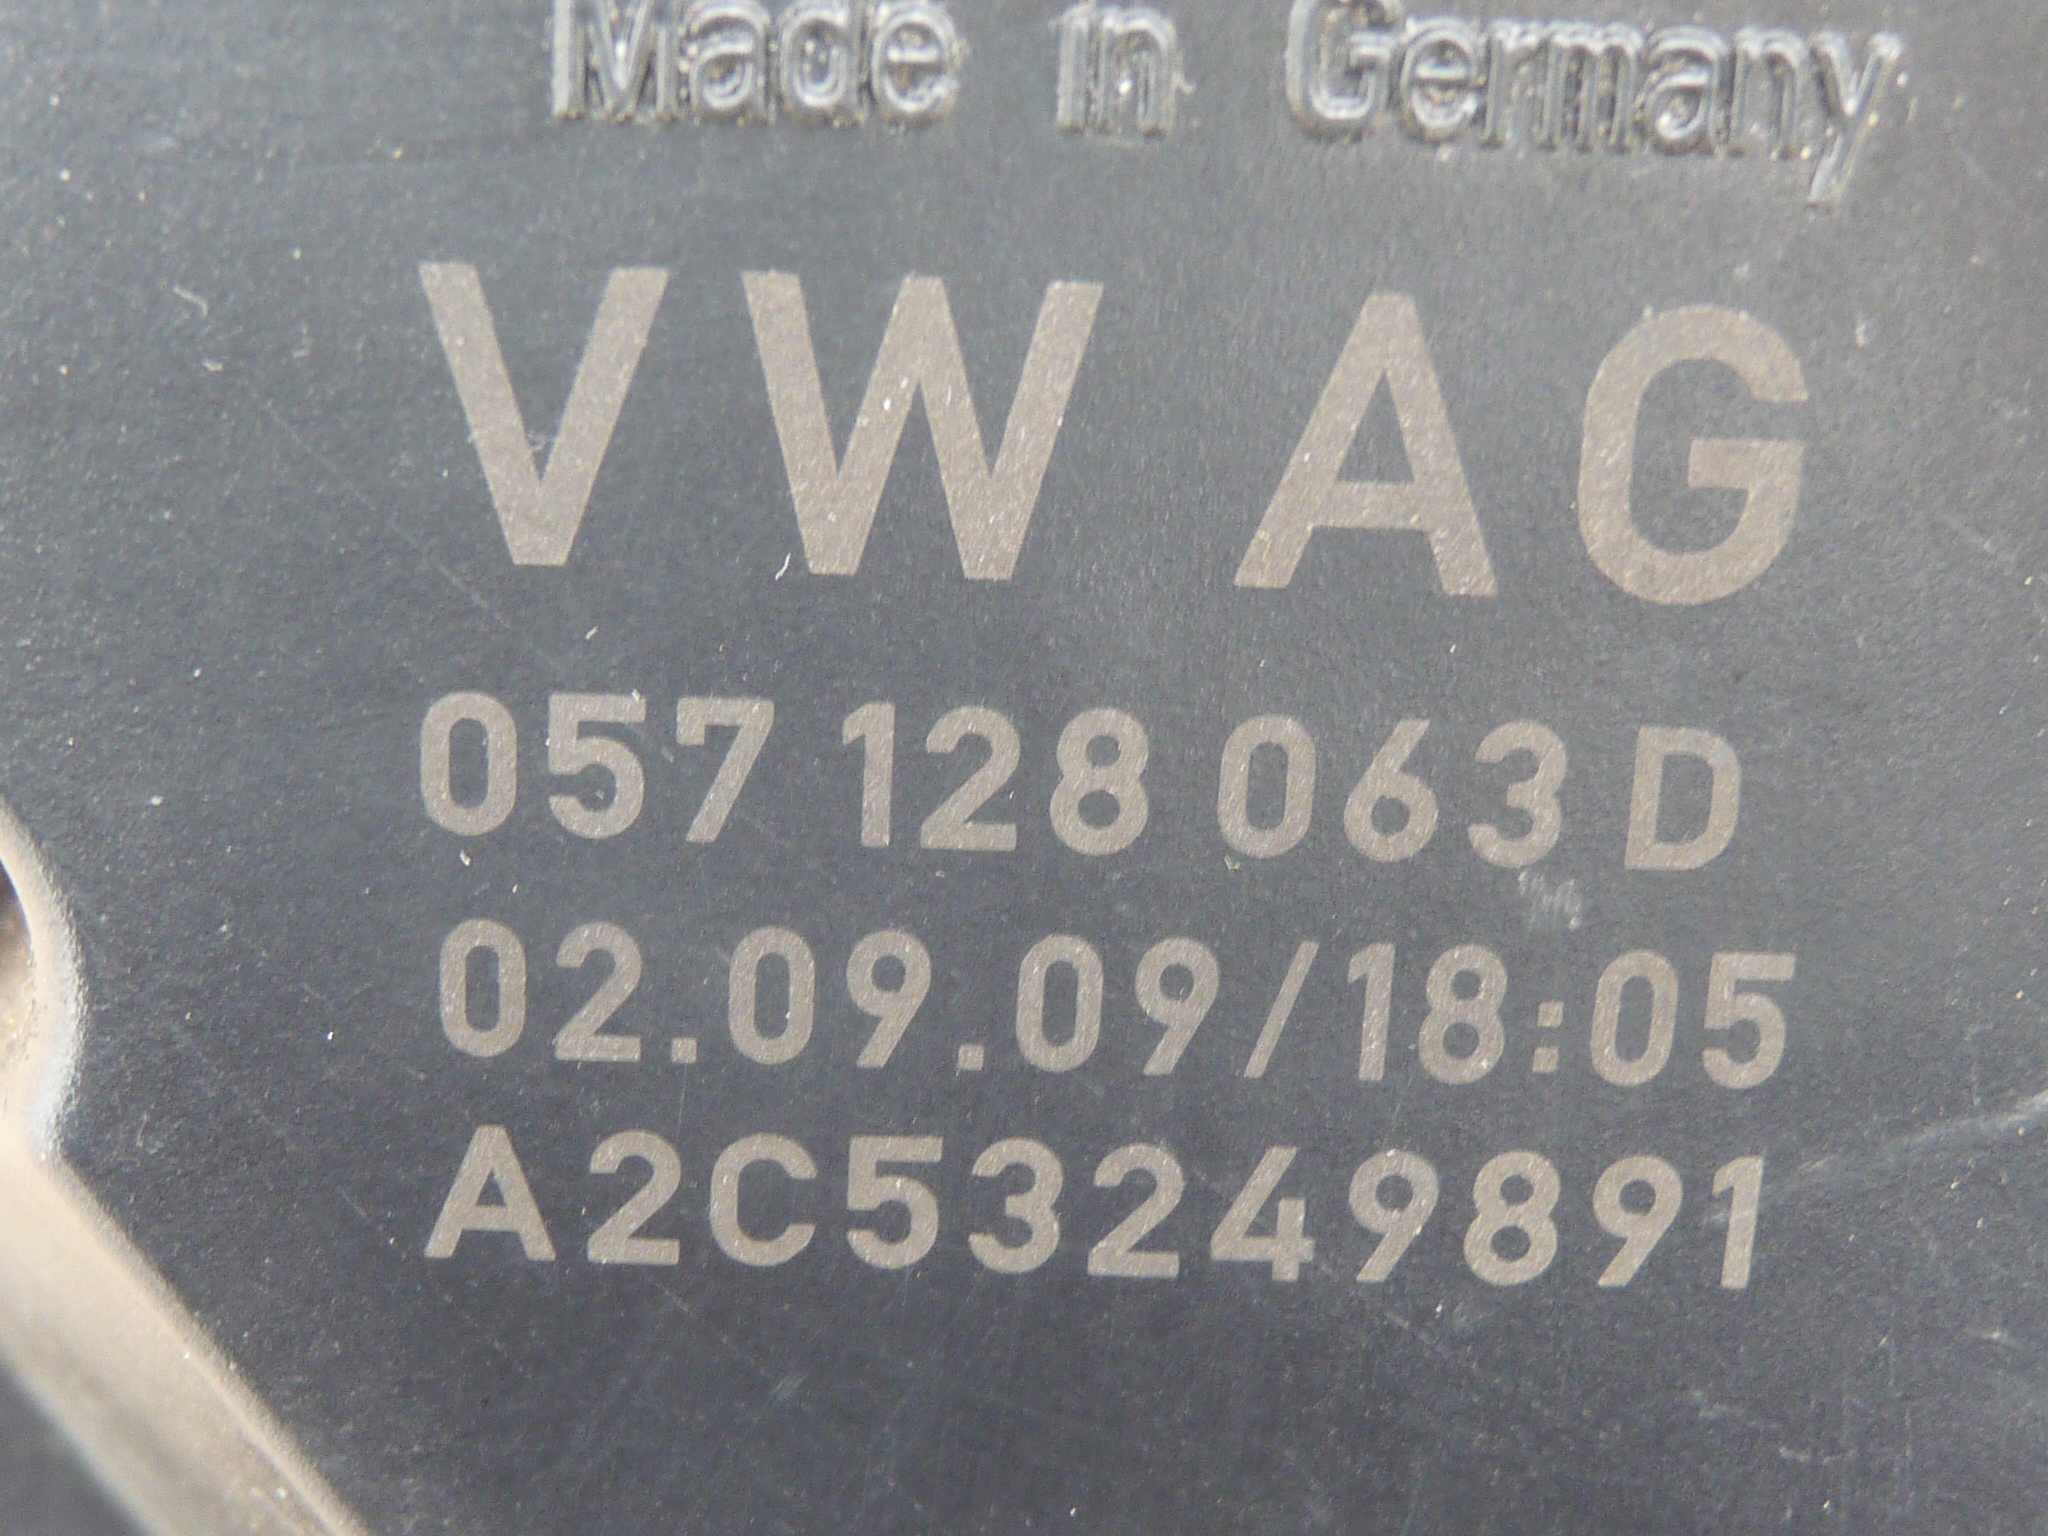 Made in Germany
VW AG
057 128 063 D
02.09.09/18:05
A2C53249891